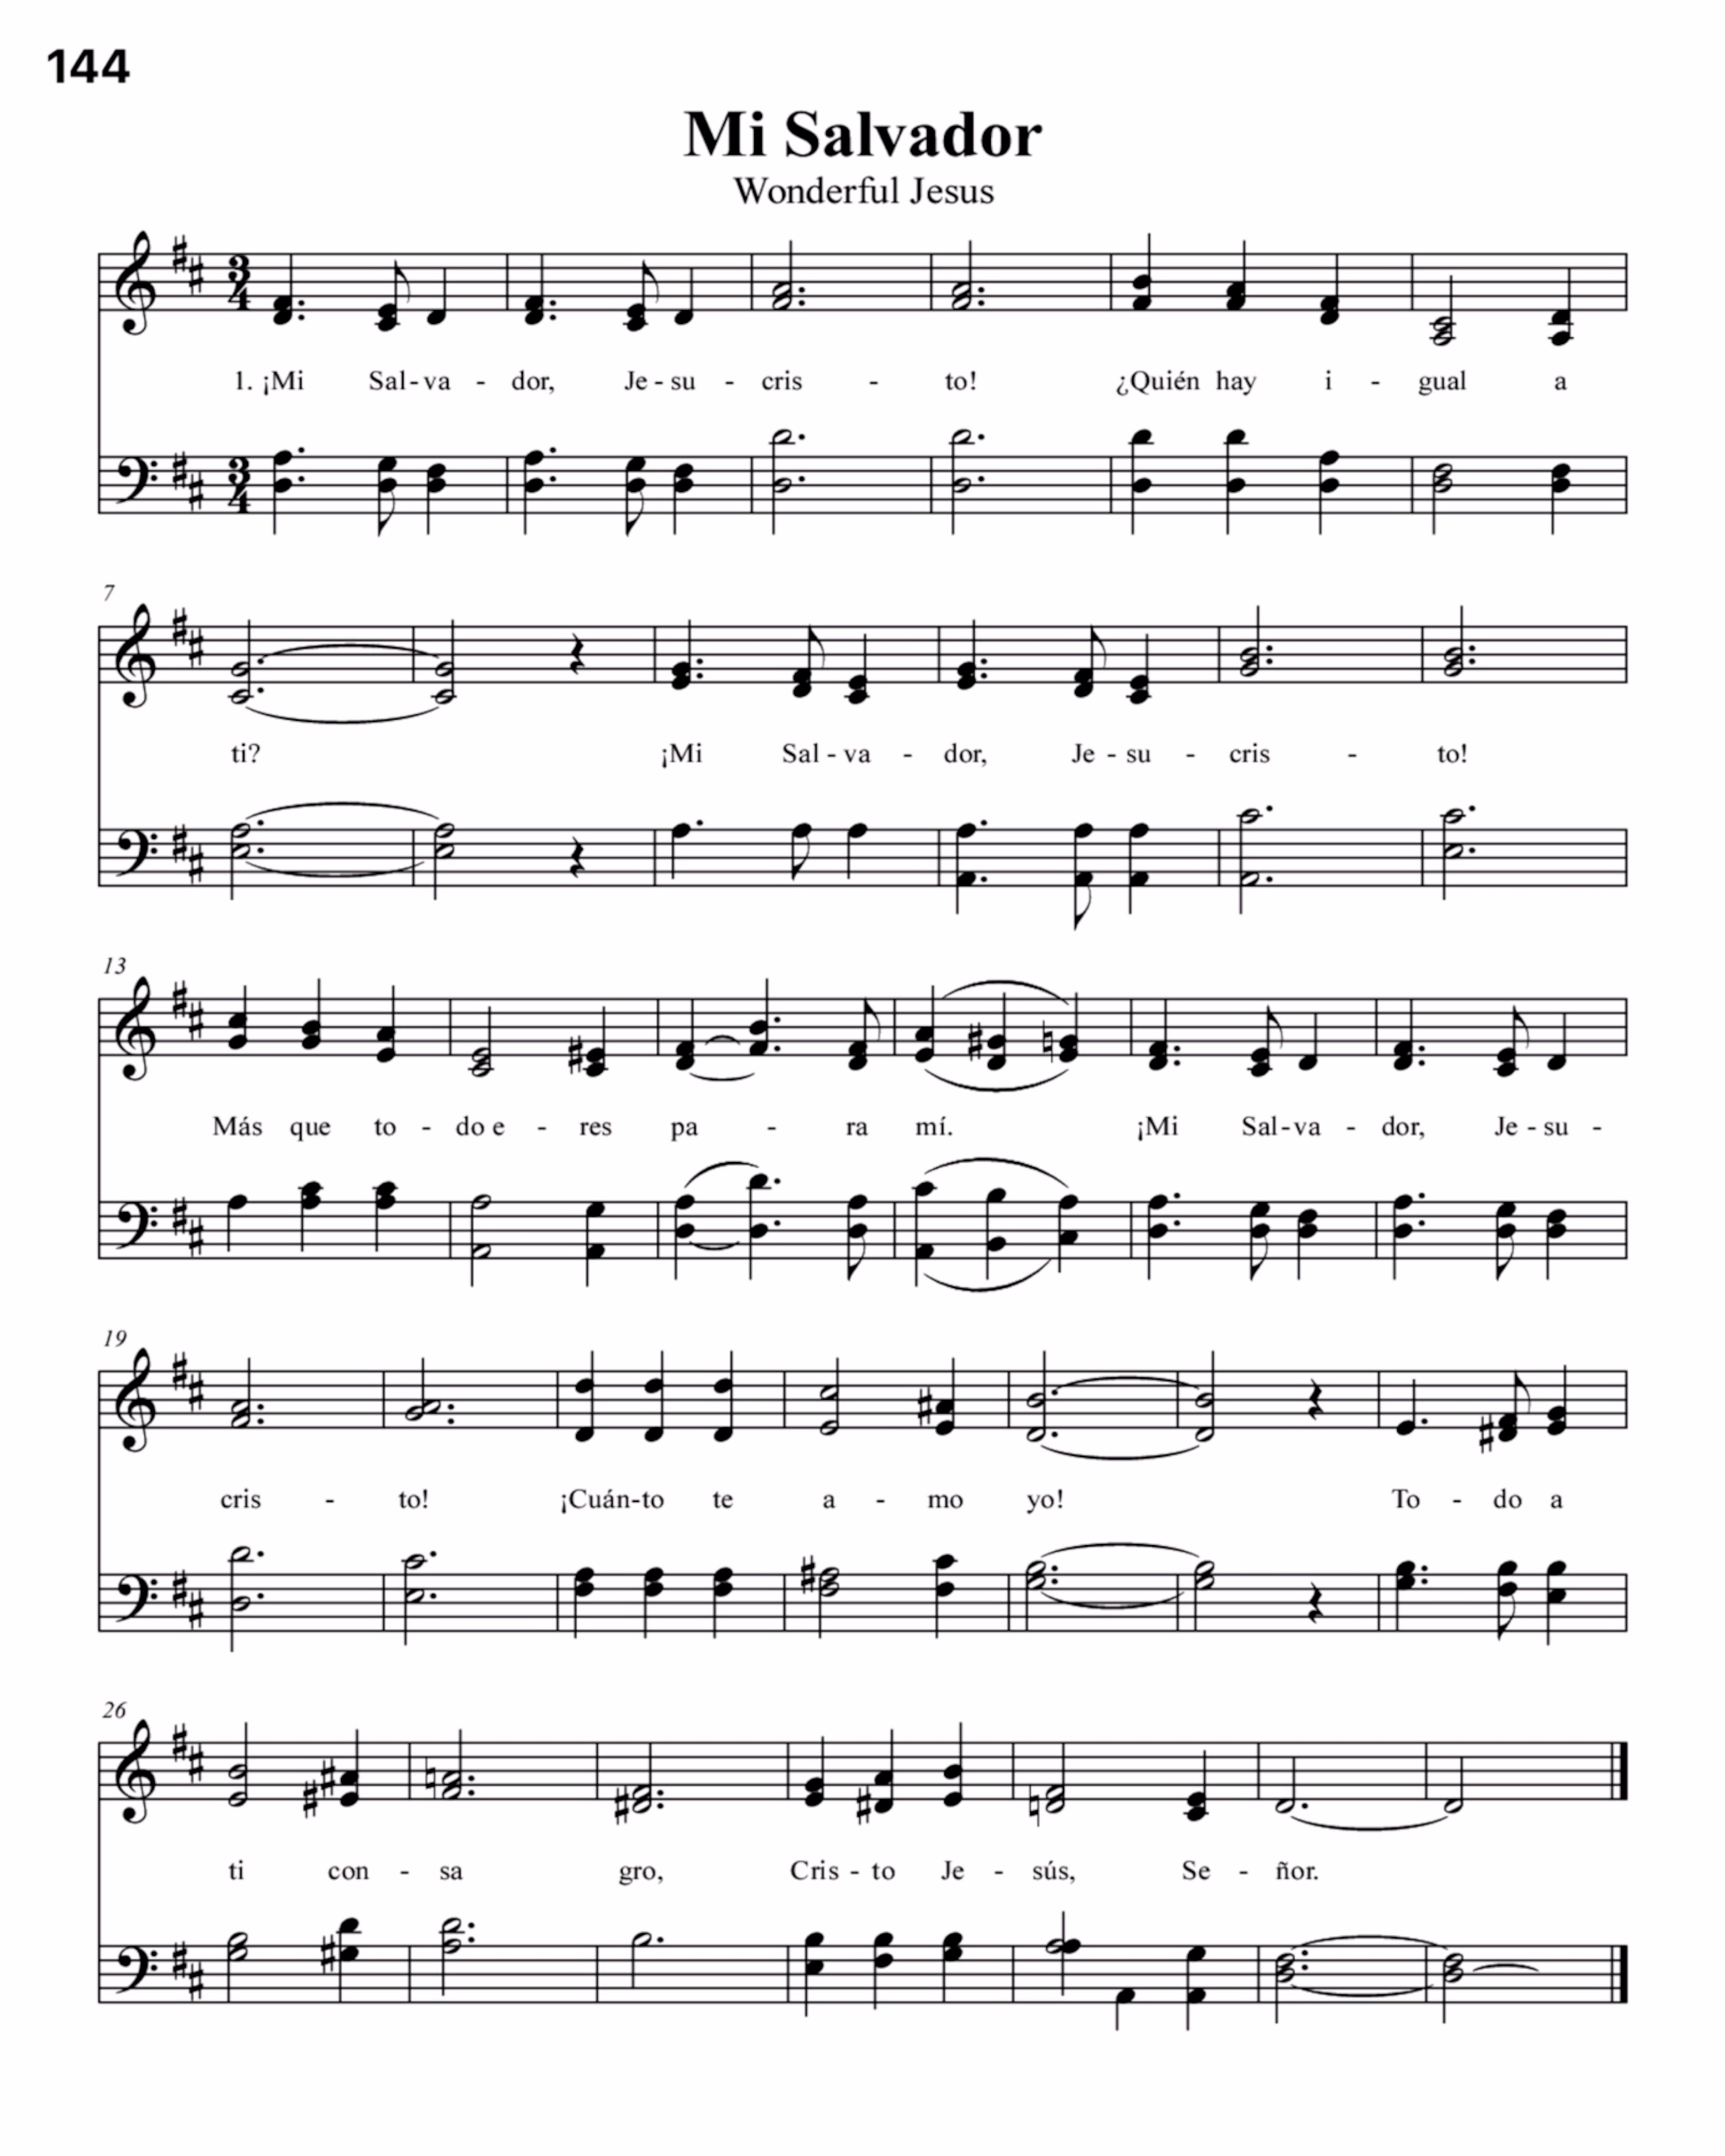 144
Mi Salvador
Wonderful Jesus
3 4
1. ¡Mi Sal - va - dor, Je - su - cris - to! ¿Quién hay i - gual a
3 4
7
ti? ¡Mi Sal - va - dor, Je - su - cris - to!
13
Más que to - do e - res pa - ra mí. ¡Mi Sal - va - dor, Je - su -
19
cris - to! ¡Cuán - to te a - mo yo! To - do a
26
ti con - sa gro, Cris - to Je - sús, Se - ñor.